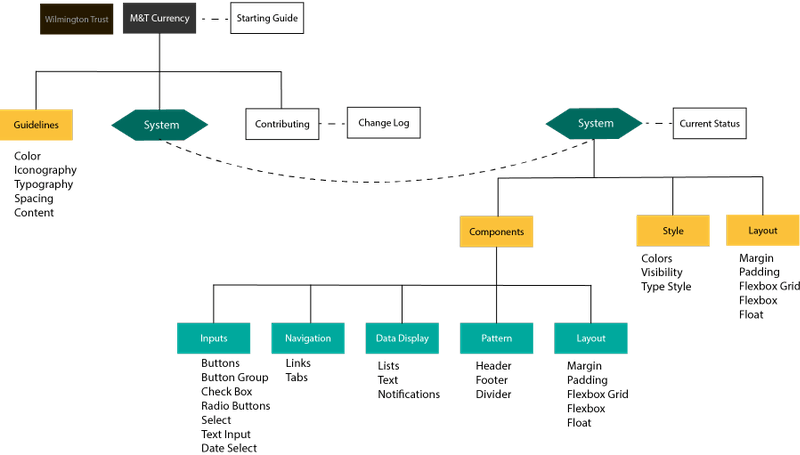 Wilmington Trust
M&T Currency
Starting Guide
Guidelines
System
Contributing
Change Log
System
Current Status
Color
Iconography
Typography
Spacing
Content
Components
Style
Layout
Colors
Visibility
Type Style
Margin
Padding
Flexbox Grid
Flexbox
Float
Inputs
Navigation
Data Display
Pattern
Layout
Buttons
Button Group
Check Box
Radio Buttons
Select
Text Input
Date Select
Links
Tabs
Lists
Text
Notifications
Header
Footer
Divider
Margin
Padding
Flexbox Grid
Flexbox
Float